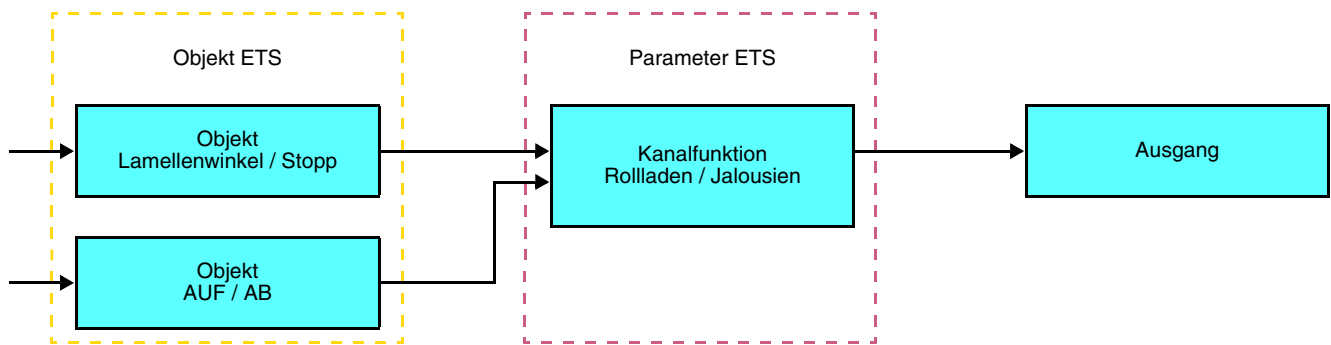 Objekt ETS
Parameter ETS
Objekt
Lamellenwinkel / Stopp
Kanalfunktion
Rollladen / Jalousien
Ausgang
Objekt
AUF / AB